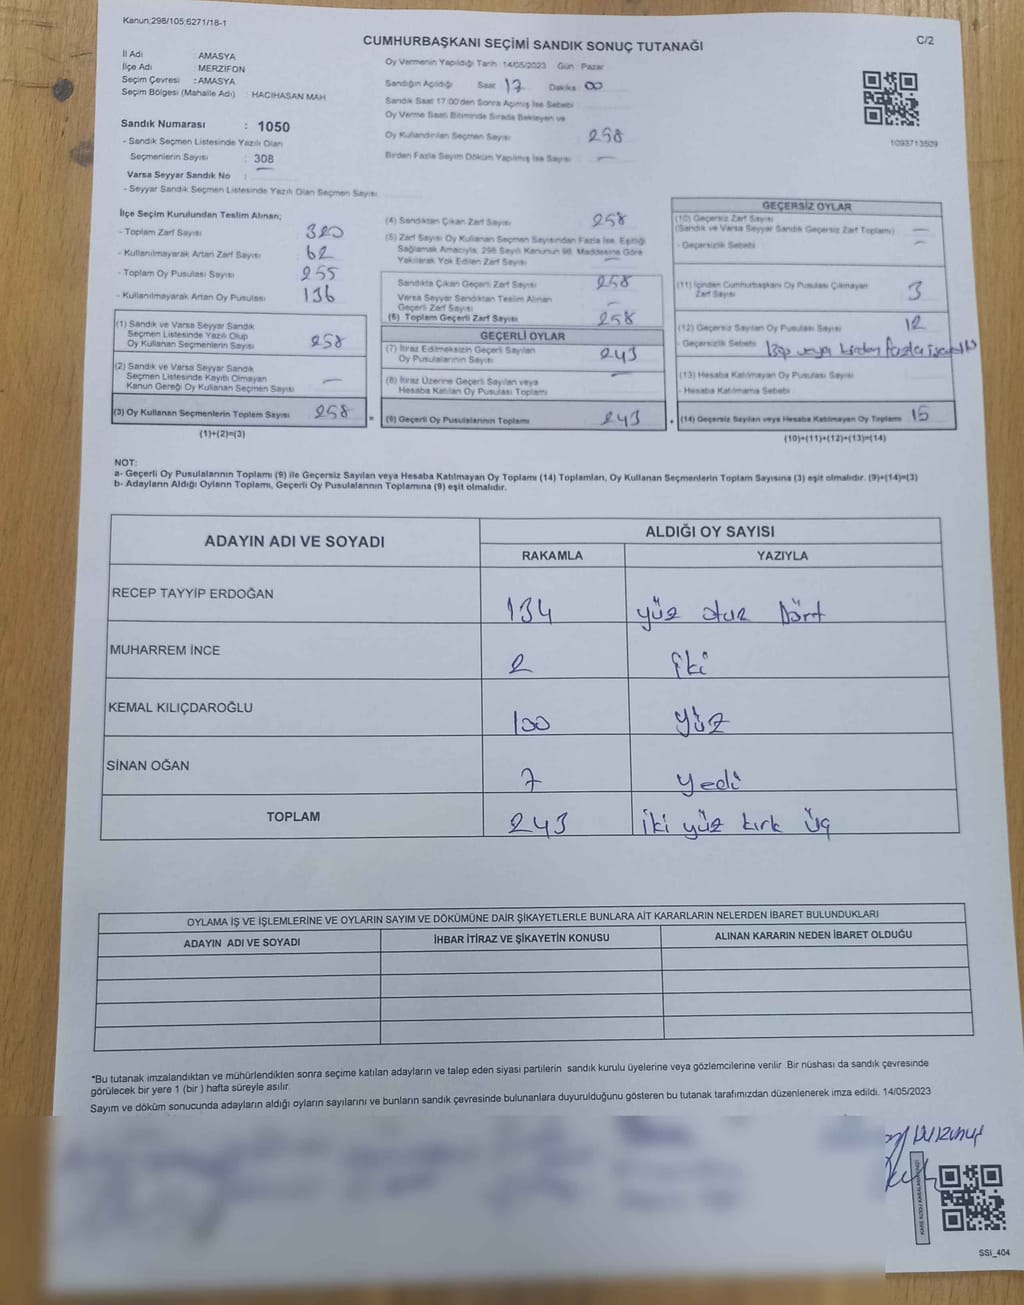 Kanun:298/105;6271/18-1
CUMHURBAŞKANI SEÇİMİ SANDIK SONUÇ TUTANAĞI
C/2
İl Adı : AMASYA
İlçe Adı : MERZİFON
Seçim Çevresi : AMASYA
Seçim Bölgesi (Mahalle Adı) : HACIHASAN MAH
Sandık Numarası : 1050
- Sandık Seçmen Listesinde Yazılı Olan
Seçmenlerin Sayısı : 308
Varsa Seyyar Sandık No :
- Seyyar Sandık Seçmen Listesinde Yazılı Olan Seçmen Sayısı
Oy Vermenin Yapıldığı Tarih : 14/05/2023 Gün : Pazar
Sandığın Açıldığı Saat 17 Dakika 00
Sandık Saat 17.00'den Sonra Açılmış İse Sebebi
Oy Verme Saati Bitiminde Sırada Bekleyen ve
Oy Kullandırılan Seçmen Sayısı 258
Birden Fazla Sayım Döküm Yapılmış İse Sayısı —
1093713509
İlçe Seçim Kurulundan Teslim Alınan;
- Toplam Zarf Sayısı 320
- Kullanılmayarak Artan Zarf Sayısı 62
- Toplam Oy Pusulası Sayısı
- Kullanılmayarak Artan Oy Pusulası 136
(1) Sandık ve Varsa Seyyar Sandık
Seçmen Listesinde Yazılı Olup
Oy Kullanan Seçmenlerin Sayısı 258
(2) Sandık ve Varsa Seyyar Sandık
Seçmen Listesinde Kayıtlı Olmayan
Kanun Gereği Oy Kullanan Seçmen Sayısı —
(3) Oy Kullanan Seçmenlerin Toplam Sayısı 258 =
(1)+(2)=(3)
(4) Sandıktan Çıkan Zarf Sayısı 258
(5) Zarf Sayısı Oy Kullanan Seçmen Sayısından Fazla İse, Eşitliği
Sağlamak Amacıyla, 298 Sayılı Kanunun 98. Maddesine Göre
Yakılarak Yok Edilen Zarf Sayısı —
Sandıkta Çıkan Geçerli Zarf Sayısı 258
Varsa Seyyar Sandıktan Teslim Alınan
Geçerli Zarf Sayısı —
(6) Toplam Geçerli Zarf Sayısı 258
GEÇERLİ OYLAR
(7) İtiraz Edilmeksizin Geçerli Sayılan
Oy Pusulalarının Sayısı 243
(8) İtiraz Üzerine Geçerli Sayılan veya
Hesaba Katılan Oy Pusulası Toplamı —
(9) Geçerli Oy Pusulalarının Toplamı 243 +
GEÇERSİZ OYLAR
(10) Geçersiz Zarf Sayısı
(Sandık ve Varsa Seyyar Sandık Geçersiz Zarf Toplamı) —
- Geçersizlik Sebebi —
(11) İçinden Cumhurbaşkanı Oy Pusulası Çıkmayan
Zarf Sayısı 3
(12) Geçersiz Sayılan Oy Pusulası Sayısı 12
- Geçersizlik Sebebi veya birden fazla
(13) Hesaba Katılmayan Oy Pusulası Sayısı
- Hesaba Katılmama Sebebi
(14) Geçersiz Sayılan veya Hesaba Katılmayan Oy Toplamı 15
(10)+(11)+(12)+(13)=(14)
NOT:
a- Geçerli Oy Pusulalarının Toplamı (9) ile Geçersiz Sayılan veya Hesaba Katılmayan Oy Toplamı (14) Toplamları, Oy Kullanan Seçmenlerin Toplam Sayısına (3) eşit olmalıdır. (9)+(14)=(3)
b- Adayların Aldığı Oyların Toplamı, Geçerli Oy Pusulalarının Toplamına (9) eşit olmalıdır.
ADAYIN ADI VE SOYADI ALDIĞI OY SAYISI
RAKAMLA YAZIYLA
RECEP TAYYİP ERDOĞAN 134 yüz otuz Dört
MUHARREM İNCE 2 İki
KEMAL KILIÇDAROĞLU 100 Yüz
SİNAN OĞAN 7 yedi
TOPLAM 243 İki yüz kırk Üç
OYLAMA İŞ VE İŞLEMLERİNE VE OYLARIN SAYIM VE DÖKÜMÜNE DAİR ŞİKAYETLERLE BUNLARA AİT KARARLARIN NELERDEN İBARET BULUNDUKLARI
ADAYIN ADI VE SOYADI İHBAR İTİRAZ VE ŞİKAYETİN KONUSU ALINAN KARARIN NEDEN İBARET OLDUĞU
*Bu tutanak imzalandıktan ve mühürlendikten sonra seçime katılan adayların ve talep eden siyasi partilerin sandık kurulu üyelerine veya gözlemcilerine verilir. Bir nüshası da sandık çevresinde
görülecek bir yere 1 (bir) hafta süreyle asılır.
Sayım ve döküm sonucunda adayların aldığı oyların sayılarını ve bunların sandık çevresinde bulunanlara duyurulduğunu gösteren bu tutanak tarafımızdan düzenlenerek imza edildi. 14/05/2023
SSI_404